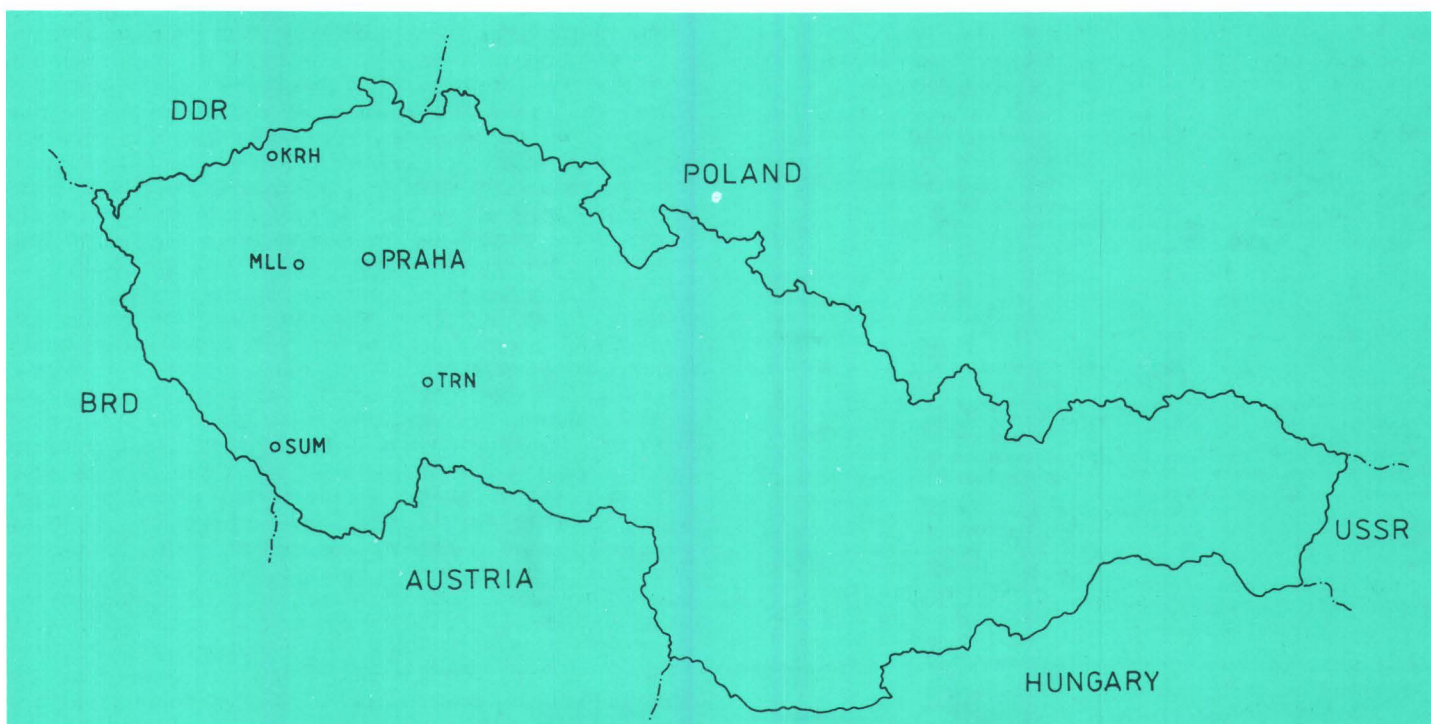 DDR
KRH
POLAND
MLL
PRAHA
TRN
BRD
SUM
USSR
AUSTRIA
HUNGARY